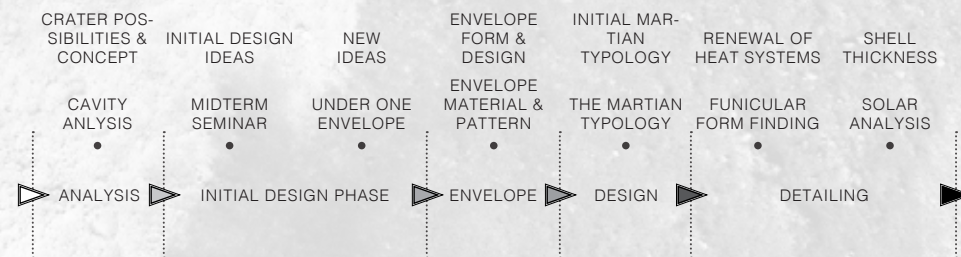 CRATER POS-
SIBILITIES &
CONCEPT
INITIAL DESIGN
IDEAS
NEW
IDEAS
ENVELOPE
FORM &
DESIGN
INITIAL MAR-
TIAN
TYPOLOGY
RENEWAL OF
HEAT SYSTEMS
SHELL
THICKNESS
CAVITY
ANLYSIS
MIDTERM
SEMINAR
UNDER ONE
ENVELOPE
ENVELOPE
MATERIAL &
PATTERN
THE MARTIAN
TYPOLOGY
FUNICULAR
FORM FINDING
SOLAR
ANALYSIS
ANALYSIS
INITIAL DESIGN PHASE
ENVELOPE
DESIGN
DETAILING